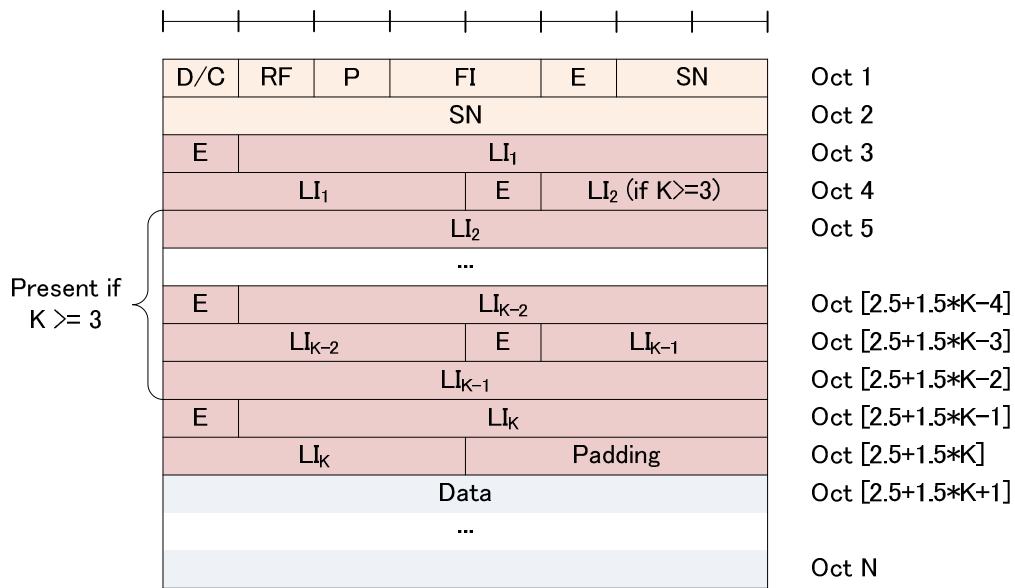 D/C RF P FI E SN Oct 1
SN Oct 2
E LI₁ Oct 3
LI₁ E LI₂ (if K>=3) Oct 4
LI₂ Oct 5
...
Present if
K >= 3
E LIK-2 Oct [2.5+1.5*K-4]
LIK-2 E LIK-1 Oct [2.5+1.5*K-3]
LIK-1 Oct [2.5+1.5*K-2]
E LIK Oct [2.5+1.5*K-1]
LIK Padding Oct [2.5+1.5*K]
Data Oct [2.5+1.5*K+1]
...
Oct N